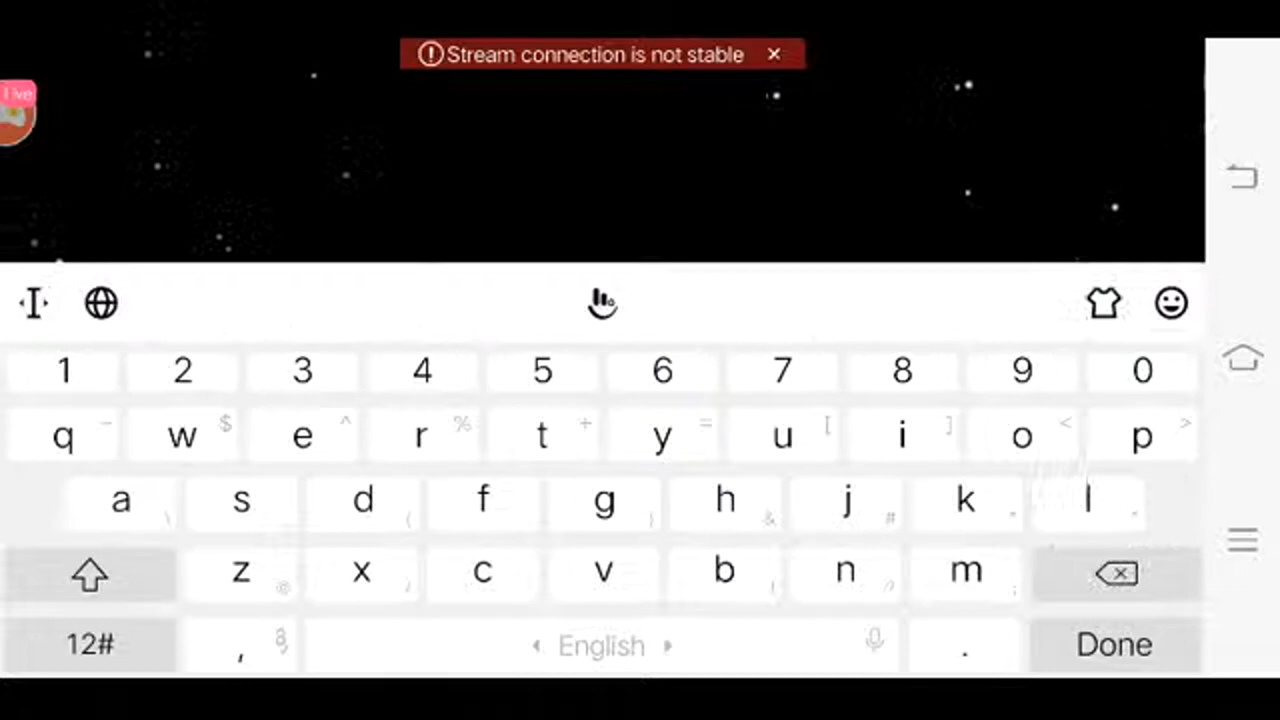 Stream connection is not stable ×
Live
1 2 3 4 5 6 7 8 9 0
q w $ e ^ r % t + y = u [ i ] o < p >
a s d ( f g ) h & j # k l
z @ x / c v b ! n m ;
12# , < English > . Done